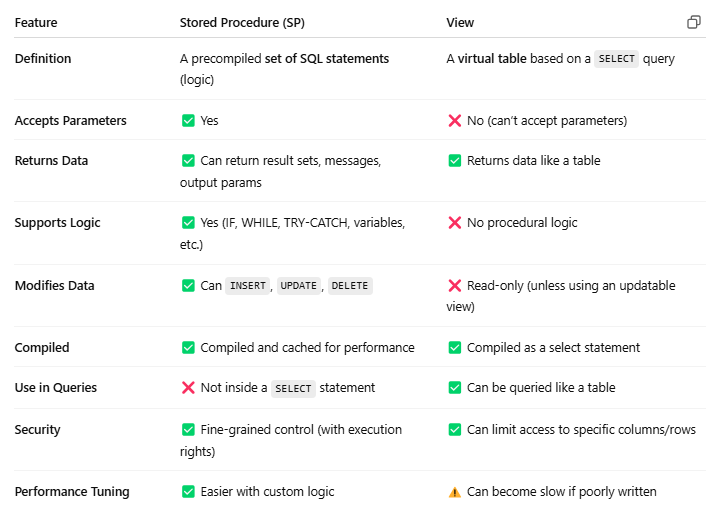 Feature Stored Procedure (SP) View
Definition A precompiled set of SQL statements A virtual table based on a SELECT query
(logic)
Accepts Parameters ✅ Yes ❌ No (can't accept parameters)
Returns Data ✅ Can return result sets, messages, ✅ Returns data like a table
output params
Supports Logic ✅ Yes (IF, WHILE, TRY-CATCH, variables, ❌ No procedural logic
etc.)
Modifies Data ✅ Can INSERT, UPDATE, DELETE ❌ Read-only (unless using an updatable
view)
Compiled ✅ Compiled and cached for performance ✅ Compiled as a select statement
Use in Queries ❌ Not inside a SELECT statement ✅ Can be queried like a table
Security ✅ Fine-grained control (with execution ✅ Can limit access to specific columns/rows
rights)
Performance Tuning ✅ Easier with custom logic ⚠️ Can become slow if poorly written